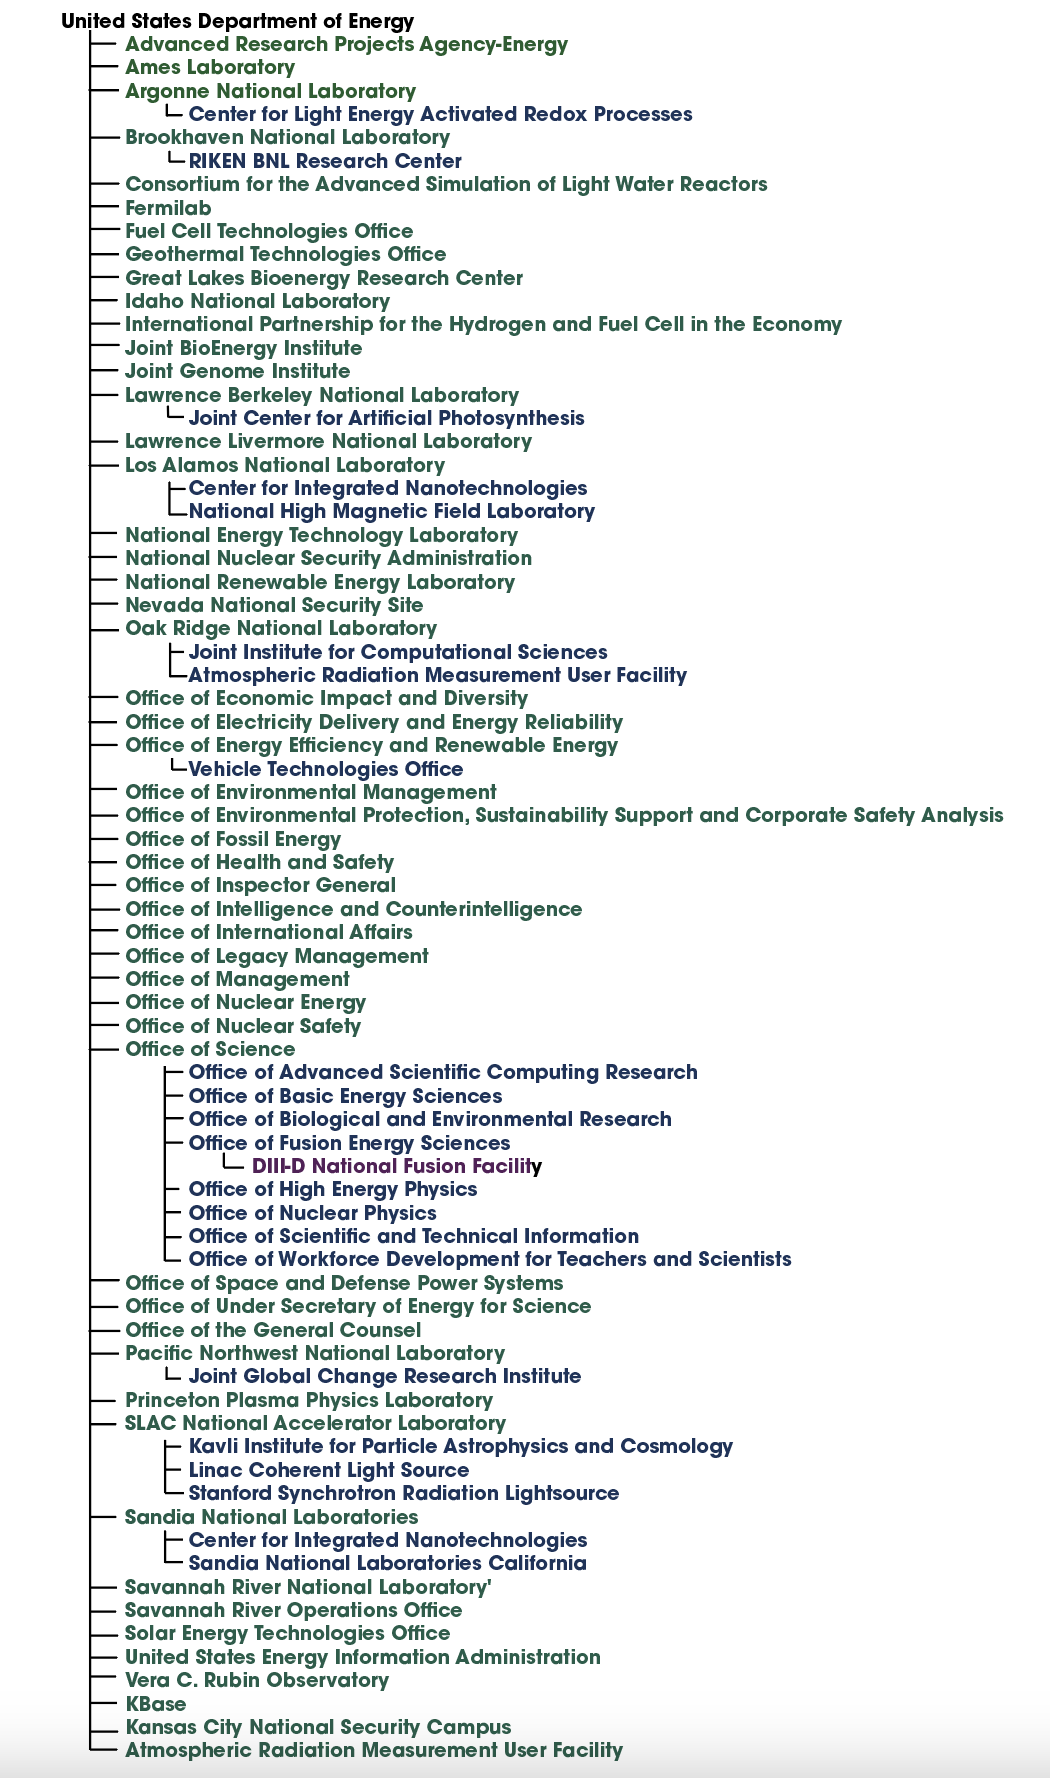 United States Department of Energy
Advanced Research Projects Agency-Energy
Ames Laboratory
Argonne National Laboratory
Center for Light Energy Activated Redox Processes
Brookhaven National Laboratory
RIKEN BNL Research Center
Consortium for the Advanced Simulation of Light Water Reactors
Fermilab
Fuel Cell Technologies Office
Geothermal Technologies Office
Great Lakes Bioenergy Research Center
Idaho National Laboratory
International Partnership for the Hydrogen and Fuel Cell in the Economy
Joint BioEnergy Institute
Joint Genome Institute
Lawrence Berkeley National Laboratory
Joint Center for Artificial Photosynthesis
Lawrence Livermore National Laboratory
Los Alamos National Laboratory
Center for Integrated Nanotechnologies
National High Magnetic Field Laboratory
National Energy Technology Laboratory
National Nuclear Security Administration
National Renewable Energy Laboratory
Nevada National Security Site
Oak Ridge National Laboratory
Joint Institute for Computational Sciences
Atmospheric Radiation Measurement User Facility
Office of Economic Impact and Diversity
Office of Electricity Delivery and Energy Reliability
Office of Energy Efficiency and Renewable Energy
Vehicle Technologies Office
Office of Environmental Management
Office of Environmental Protection, Sustainability Support and Corporate Safety Analysis
Office of Fossil Energy
Office of Health and Safety
Office of Inspector General
Office of Intelligence and Counterintelligence
Office of International Affairs
Office of Legacy Management
Office of Management
Office of Nuclear Energy
Office of Nuclear Safety
Office of Science
Office of Advanced Scientific Computing Research
Office of Basic Energy Sciences
Office of Biological and Environmental Research
Office of Fusion Energy Sciences
DIII-D National Fusion Facility
Office of High Energy Physics
Office of Nuclear Physics
Office of Scientific and Technical Information
Office of Workforce Development for Teachers and Scientists
Office of Space and Defense Power Systems
Office of Under Secretary of Energy for Science
Office of the General Counsel
Pacific Northwest National Laboratory
Joint Global Change Research Institute
Princeton Plasma Physics Laboratory
SLAC National Accelerator Laboratory
Kavli Institute for Particle Astrophysics and Cosmology
Linac Coherent Light Source
Stanford Synchrotron Radiation Lightsource
Sandia National Laboratories
Center for Integrated Nanotechnologies
Sandia National Laboratories California
Savannah River National Laboratory'
Savannah River Operations Office
Solar Energy Technologies Office
United States Energy Information Administration
Vera C. Rubin Observatory
KBase
Kansas City National Security Campus
Atmospheric Radiation Measurement User Facility